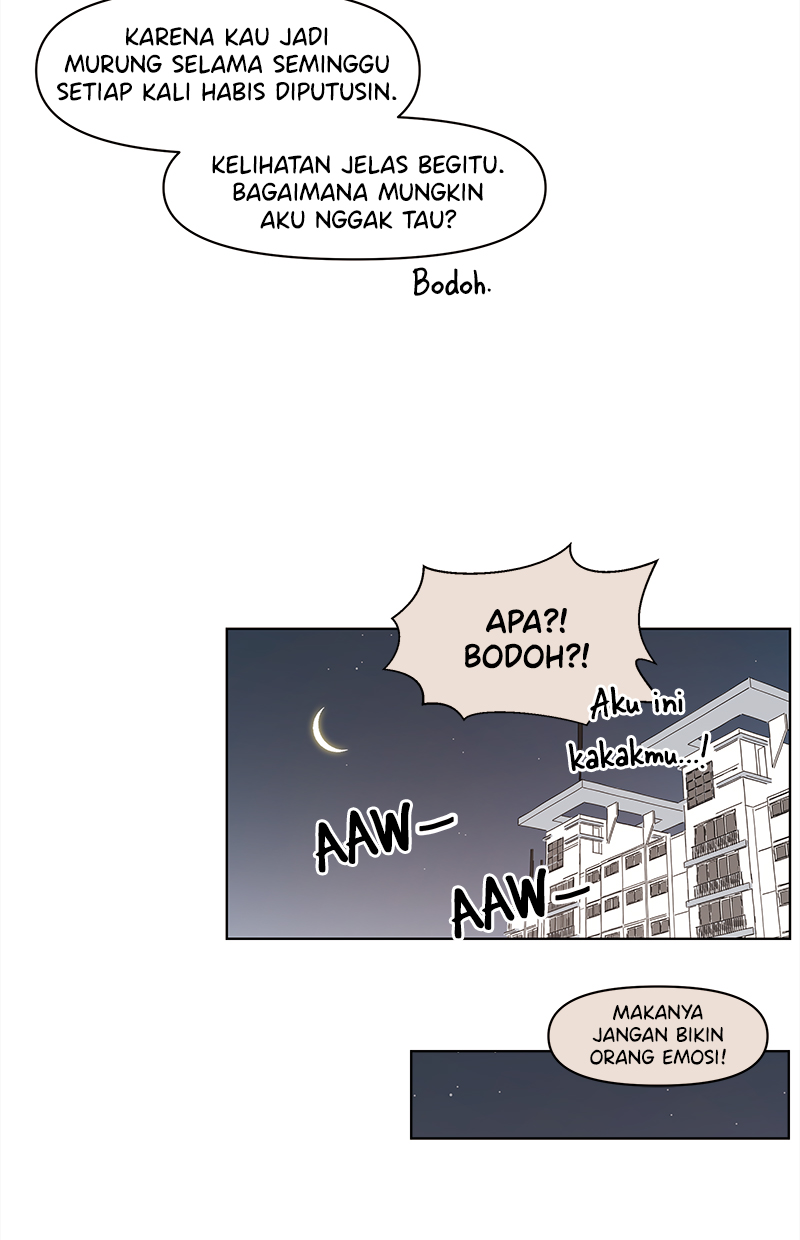 KARENA KAU JADI
MURUNG SELAMA SEMINGGU
SETIAP KALI HABIS DIPUTUSIN.
KELIHATAN JELAS BEGITU.
BAGAIMANA MUNGKIN
AKU NGGAK TAU?
Bodoh.
APA?!
BODOH?!
Aku ini
kakakmu...!
AAW—
AAW—
MAKANYA
JANGAN BIKIN
ORANG EMOSI!